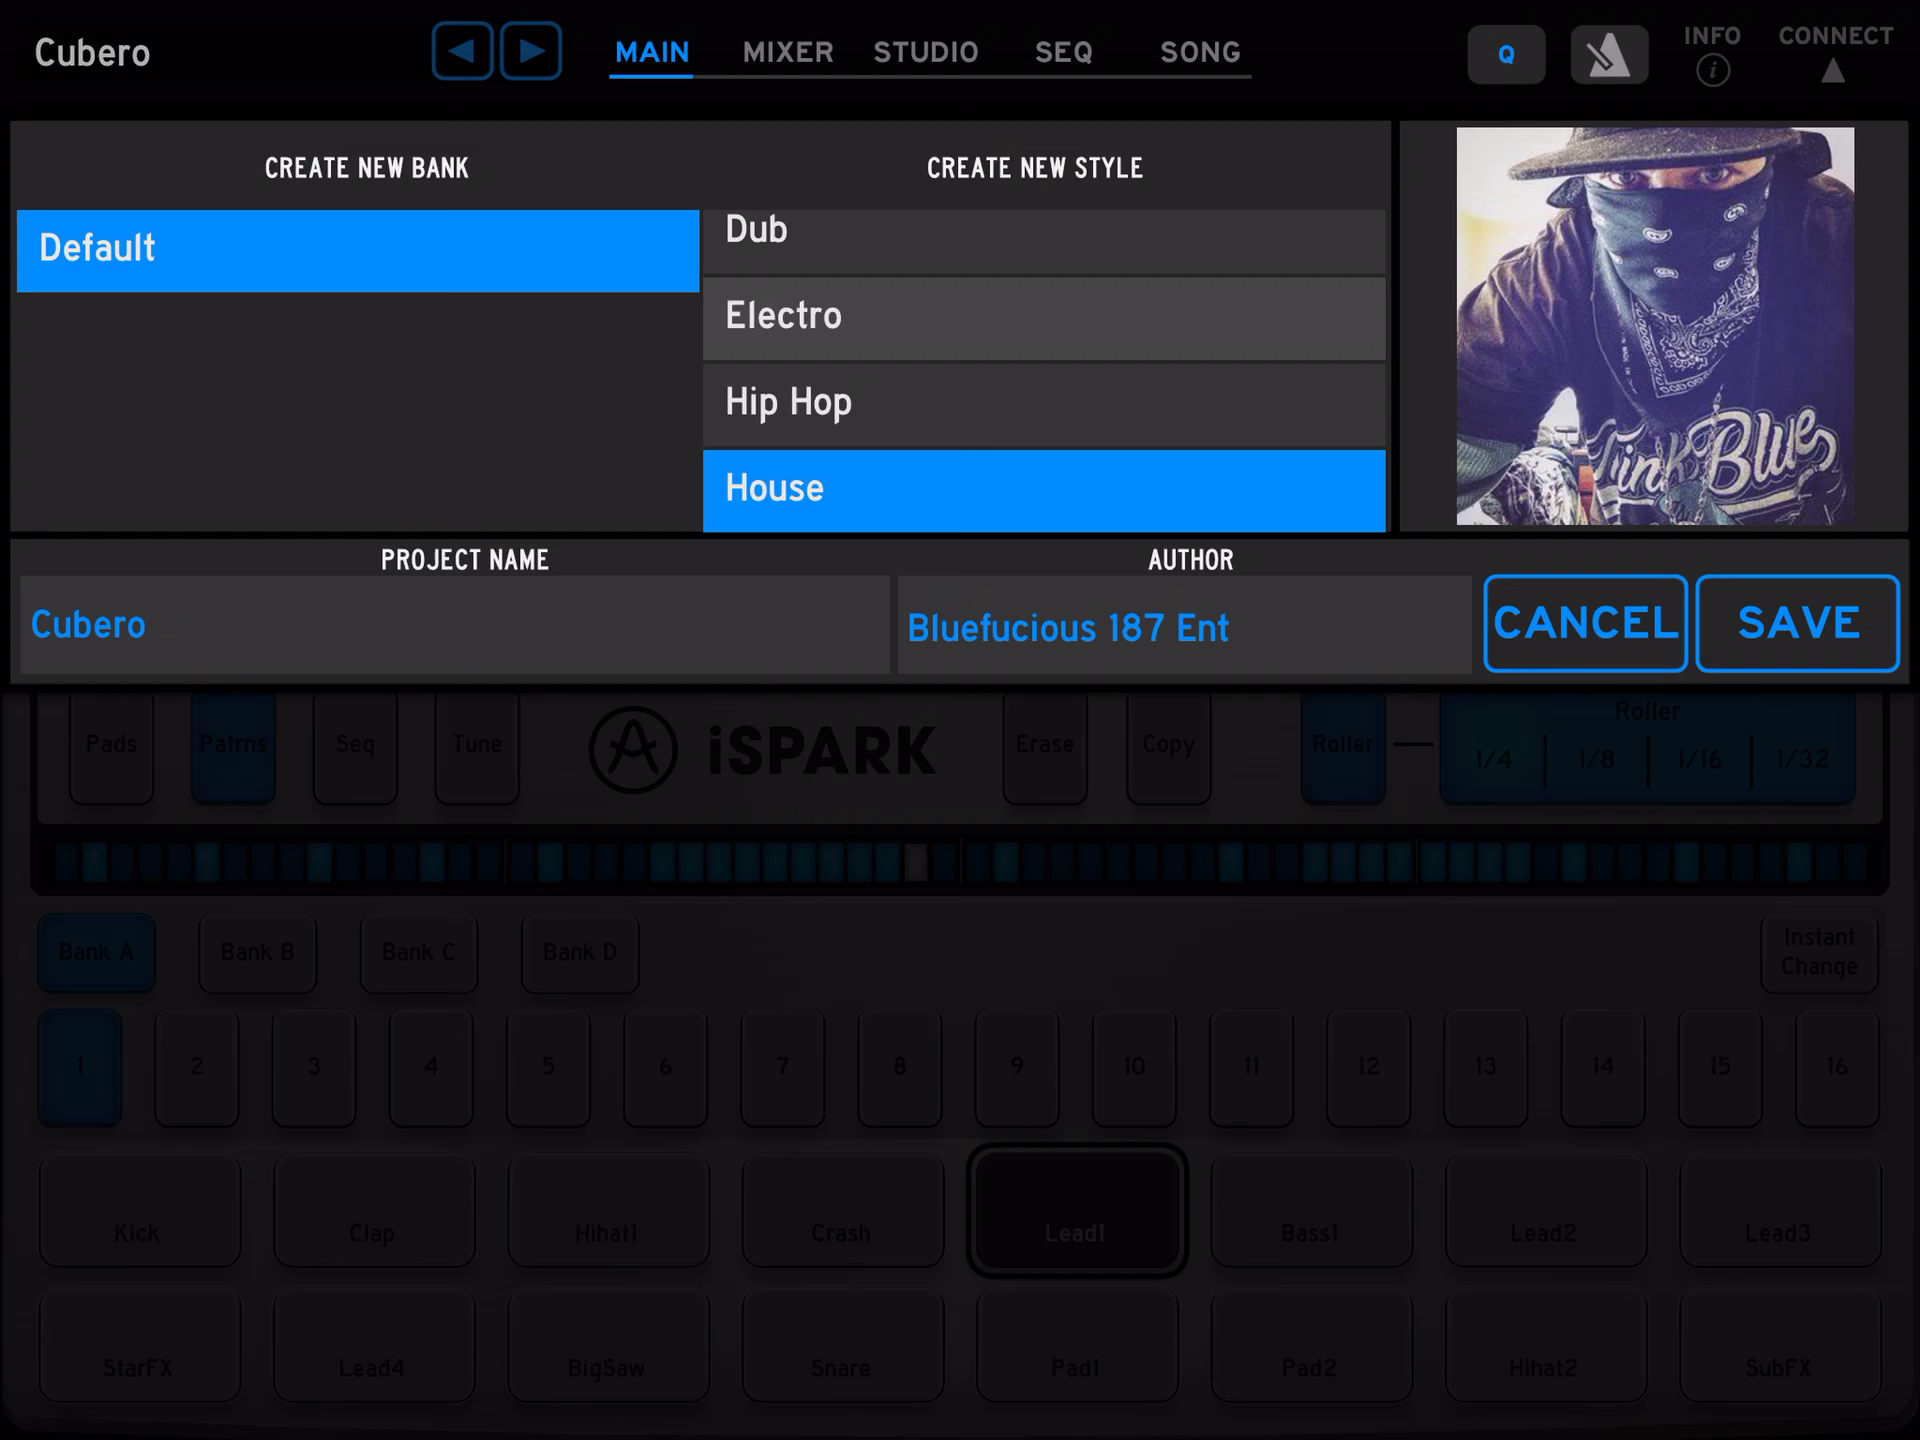 Cubero
MAIN MIXER STUDIO SEQ SONG
Q
INFO
CONNECT
CREATE NEW BANK
CREATE NEW STYLE
Default
Dub
Electro
Hip Hop
House
Blues
PROJECT NAME
AUTHOR
Cubero
Bluefucious 187 Ent
CANCEL
SAVE
Pads
Patrns
Seq
Tune
iSPARK
Erase
Copy
Roller
Roller
1/4 1/8 1/16 1/32
Bank A
Bank B
Bank C
Bank D
Instant
Change
1 2 3 4 5 6 7 8 9 10 11 12 13 14 15 16
Kick Clap Hihat1 Crash Lead1 Bass1 Lead2 Lead3
StarFX Lead4 BigSaw Snare Pad1 Pad2 Hihat2 SubFX